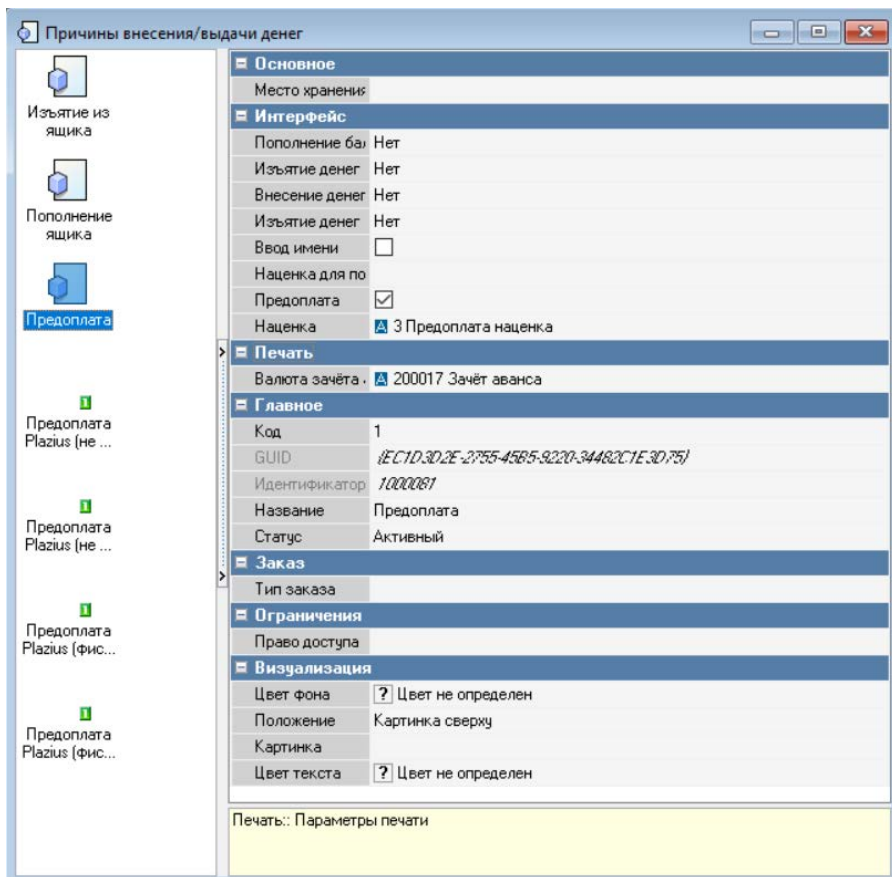 Причины внесения/выдачи денег
Изъятие из
ящика
Пополнение
ящика
Предоплата
Предоплата
Plazius (не ...
Предоплата
Plazius (не ...
Предоплата
Plazius (фис...
Предоплата
Plazius (фис...
Основное
Место хранения
Интерфейс
Пополнение бал Нет
Изъятие денег Нет
Внесение денег Нет
Изъятие денег Нет
Ввод имени
Наценка для по
Предоплата
Наценка 3 Предоплата наценка
Печать
Валюта зачёта 200017 Зачёт аванса
Главное
Код 1
GUID {EC1D3D2E-2755-45B5-9220-34482C1E3D75}
Идентификатор 1000081
Название Предоплата
Статус Активный
Заказ
Тип заказа
Ограничения
Право доступа
Визуализация
Цвет фона ? Цвет не определен
Положение Картинка сверху
Картинка
Цвет текста ? Цвет не определен
Печать:: Параметры печати